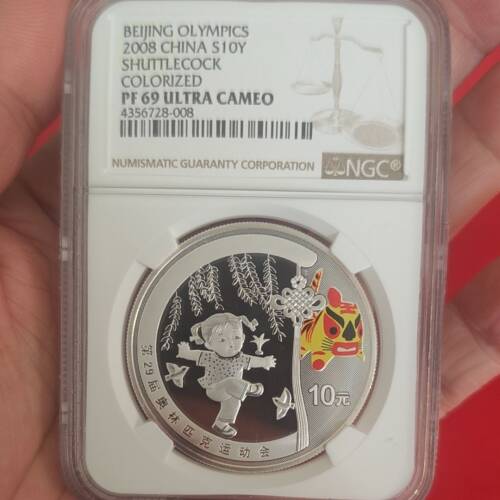 BEIJING OLYMPICS
2008 CHINA S10Y
SHUTTLECOCK
COLORIZED
PF 69 ULTRA CAMEO
4356728-008
NUMISMATIC GUARANTY CORPORATION
NGC®
10元
第29届奥林匹克运动会